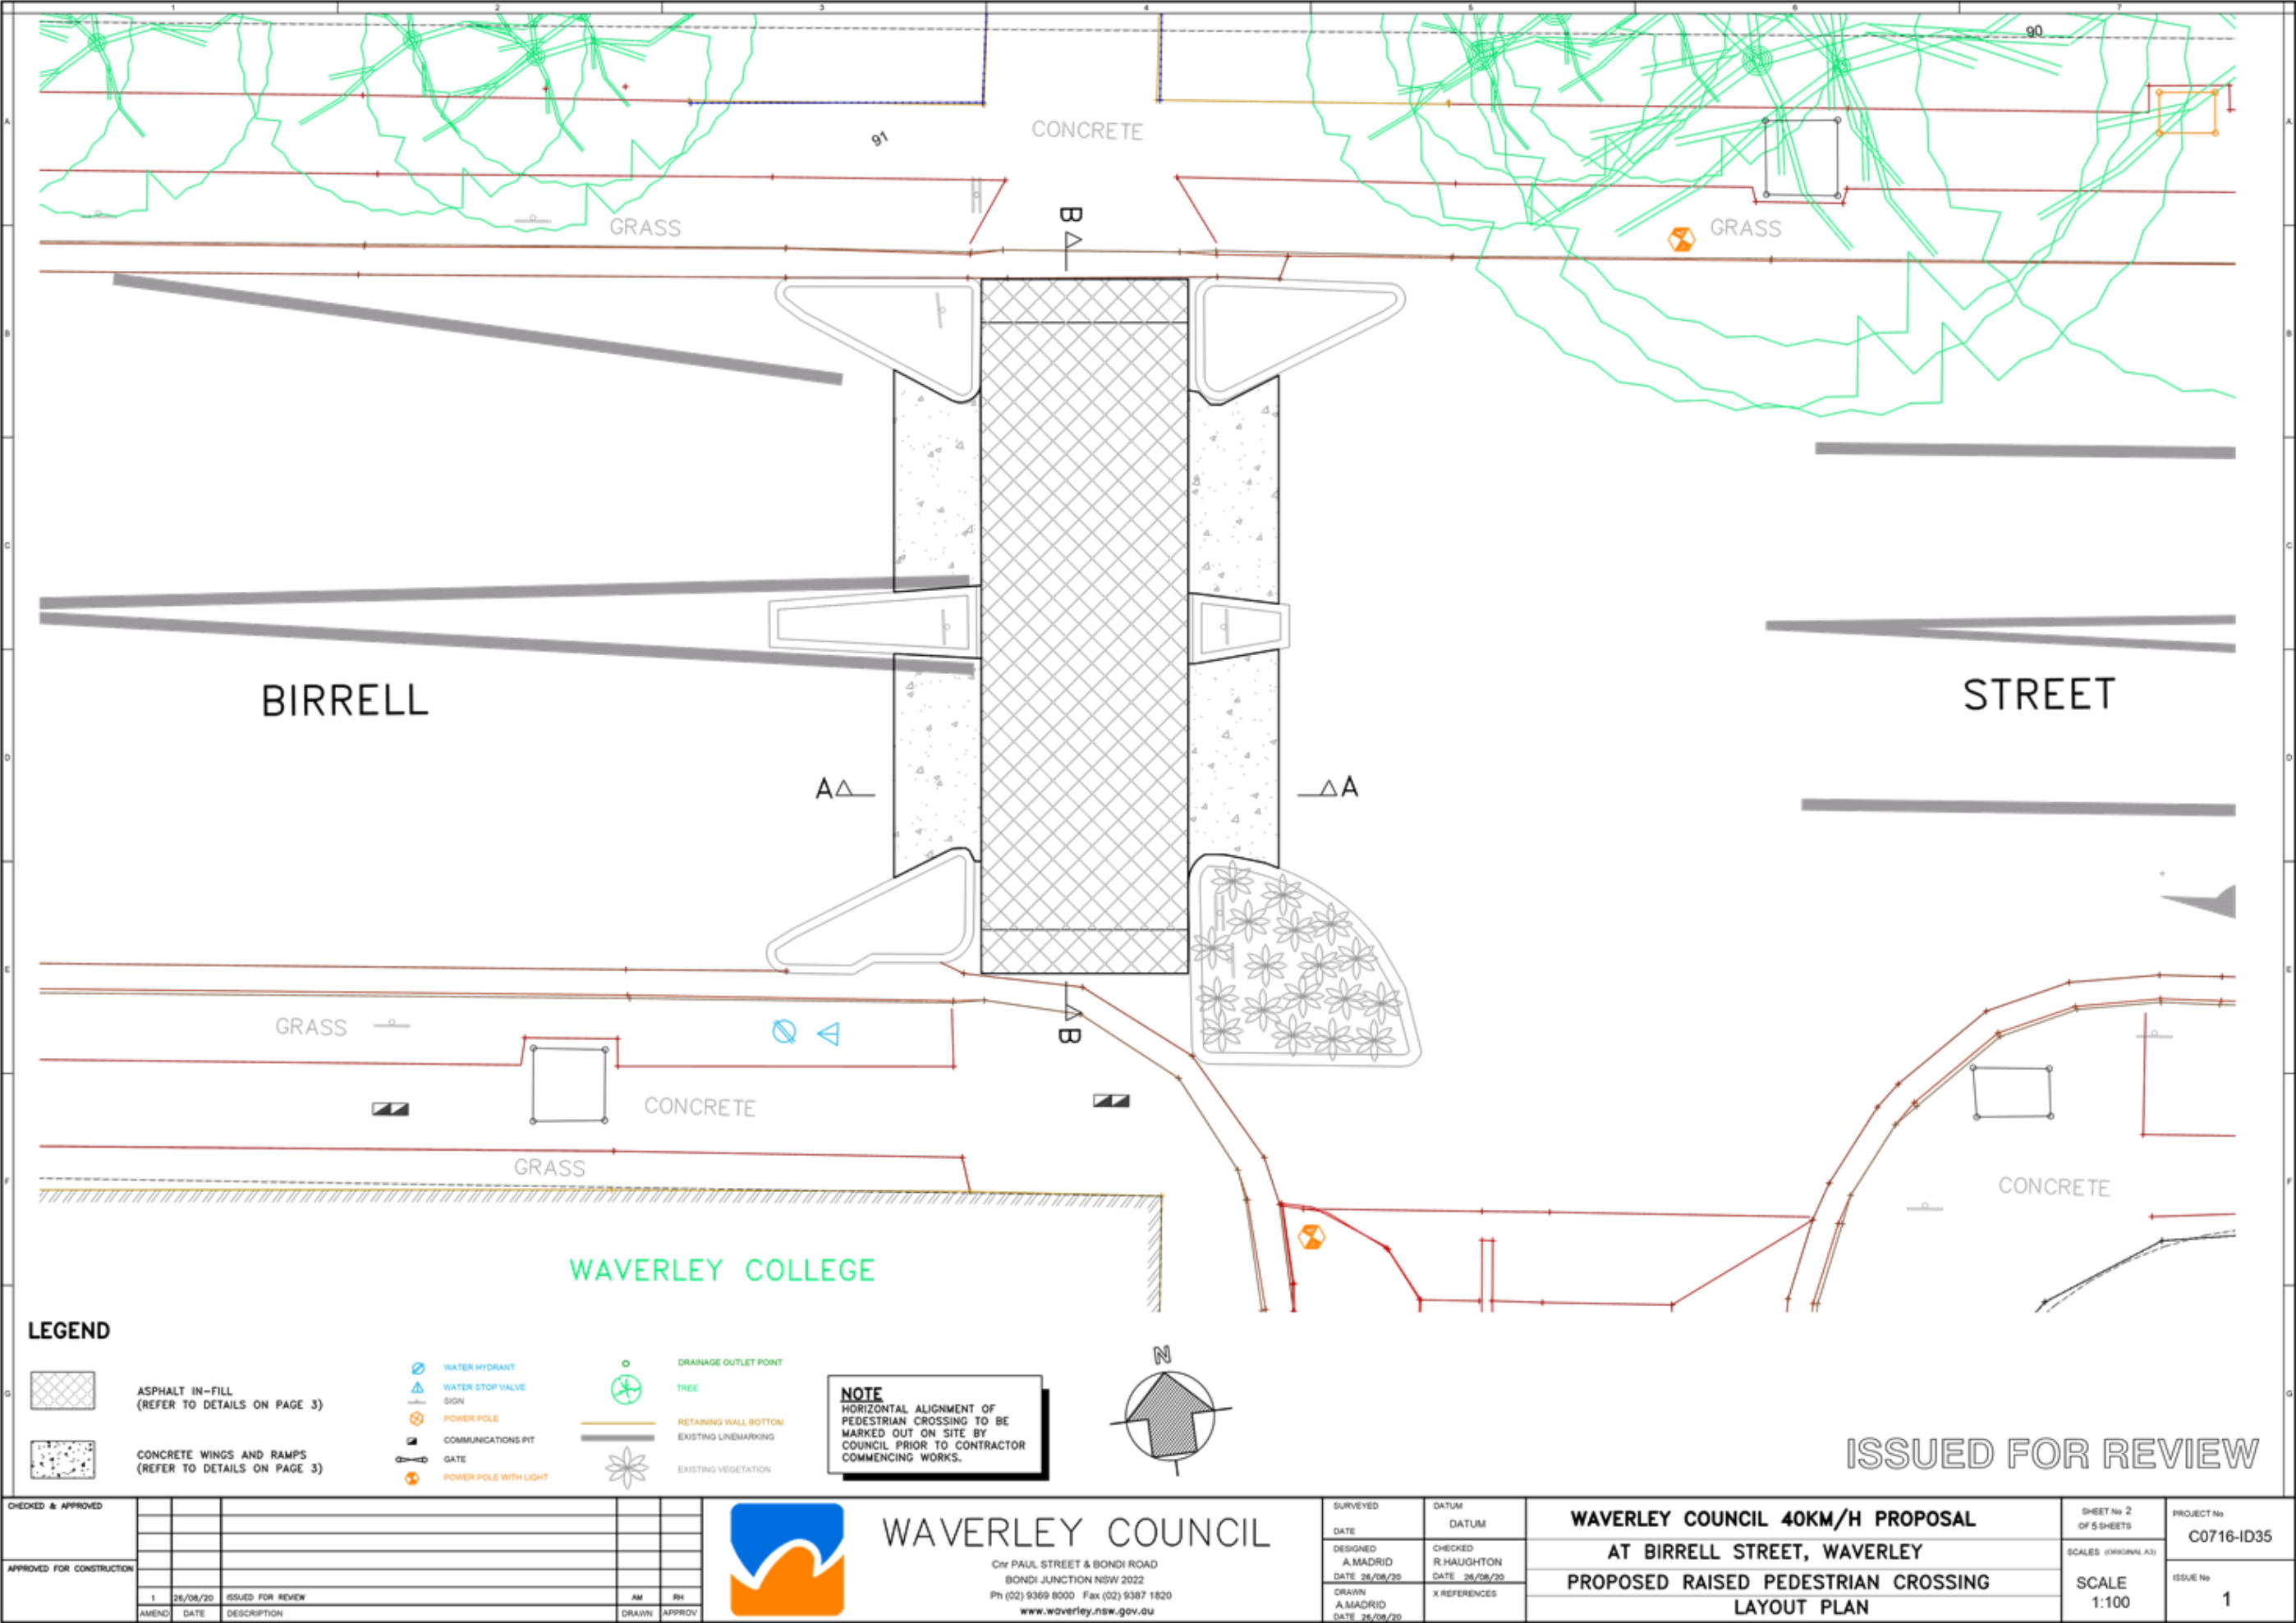 1 2 3 4 5 6 7
A A
90
91
CONCRETE
B
GRASS
GRASS
B B
C C
BIRRELL
STREET
D D
A A
E E
GRASS
B
CONCRETE
GRASS
CONCRETE
F F
WAVERLEY COLLEGE
LEGEND
G G
ASPHALT IN-FILL
(REFER TO DETAILS ON PAGE 3)
CONCRETE WINGS AND RAMPS
(REFER TO DETAILS ON PAGE 3)
WATER HYDRANT
WATER STOP VALVE
SIGN
POWER POLE
COMMUNICATIONS PIT
GATE
POWER POLE WITH LIGHT
DRAINAGE OUTLET POINT
TREE
RETAINING WALL BOTTON
EXISTING LINEMARKING
EXISTING VEGETATION
NOTE
HORIZONTAL ALIGNMENT OF
PEDESTRIAN CROSSING TO BE
MARKED OUT ON SITE BY
COUNCIL PRIOR TO CONTRACTOR
COMMENCING WORKS.
N
ISSUED FOR REVIEW
CHECKED & APPROVED
APPROVED FOR CONSTRUCTION
1 26/08/20 ISSUED FOR REVIEW AM RH
AMEND DATE DESCRIPTION DRAWN APPROV
WAVERLEY COUNCIL
Cnr PAUL STREET & BONDI ROAD
BONDI JUNCTION NSW 2022
Ph (02) 9369 8000 Fax (02) 9387 1820
www.waverley.nsw.gov.au
SURVEYED
DATE
DESIGNED
A.MADRID
DATE 26/08/20
DRAWN
A.MADRID
DATE 26/08/20
DATUM
DATUM
CHECKED
R.HAUGHTON
DATE 26/08/20
X REFERENCES
WAVERLEY COUNCIL 40KM/H PROPOSAL
AT BIRRELL STREET, WAVERLEY
PROPOSED RAISED PEDESTRIAN CROSSING
LAYOUT PLAN
SHEET No 2
OF 5 SHEETS
SCALES (ORIGINAL A3)
SCALE
1:100
PROJECT No
C0716-ID35
ISSUE No
1